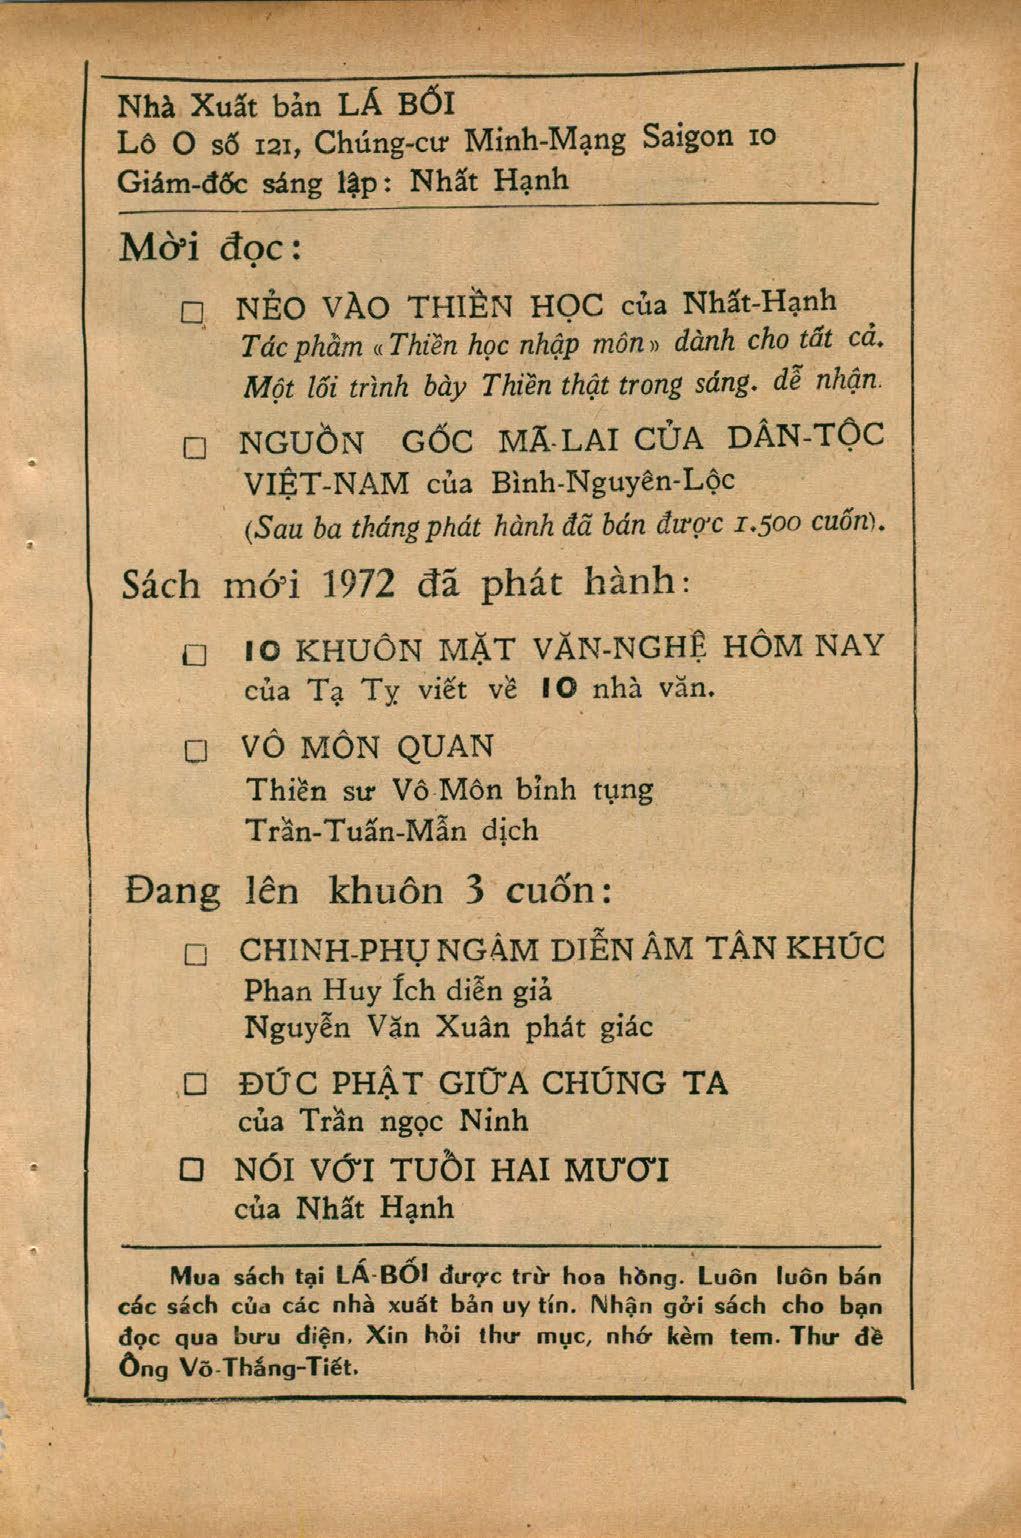 Nhà Xuất bản LÁ BỐI
Lô O số 121, Chúng-cư Minh-Mạng Saigon 10
Giám-đốc sáng lập: Nhất Hạnh
Mời đọc:
□ NẺO VÀO THIỀN HỌC của Nhất-Hạnh
Tác phẩm «Thiền học nhập môn» dành cho tất cả.
Một lối trình bày Thiền thật trong sáng. dễ nhận.
□ NGUỒN GỐC MÃ-LAI CỦA DÂN-TỘC
VIỆT-NAM của Bình-Nguyên-Lộc
(Sau ba tháng phát hành đã bán được 1.500 cuốn).
Sách mới 1972 đã phát hành:
□ 10 KHUÔN MẶT VĂN-NGHỆ HÔM NAY
của Tạ Tỵ viết về 10 nhà văn.
□ VÔ MÔN QUAN
Thiền sư Vô-Môn bỉnh tụng
Trần-Tuấn-Mẫn dịch
Đang lên khuôn 3 cuốn:
□ CHINH-PHỤ NGÂM DIỄN ÂM TÂN KHÚC
Phan Huy Ích diễn giả
Nguyễn Văn Xuân phát giác
□ ĐỨC PHẬT GIỮA CHÚNG TA
của Trần ngọc Ninh
□ NÓI VỚI TUỔI HAI MƯƠI
của Nhất Hạnh
Mua sách tại LÁ-BỐI được trừ hoa hồng. Luôn luôn bán
các sách của các nhà xuất bản uy tín. Nhận gởi sách cho bạn
đọc qua bưu điện. Xin hỏi thư mục, nhớ kèm tem. Thư đề
Ông Võ-Thắng-Tiết.